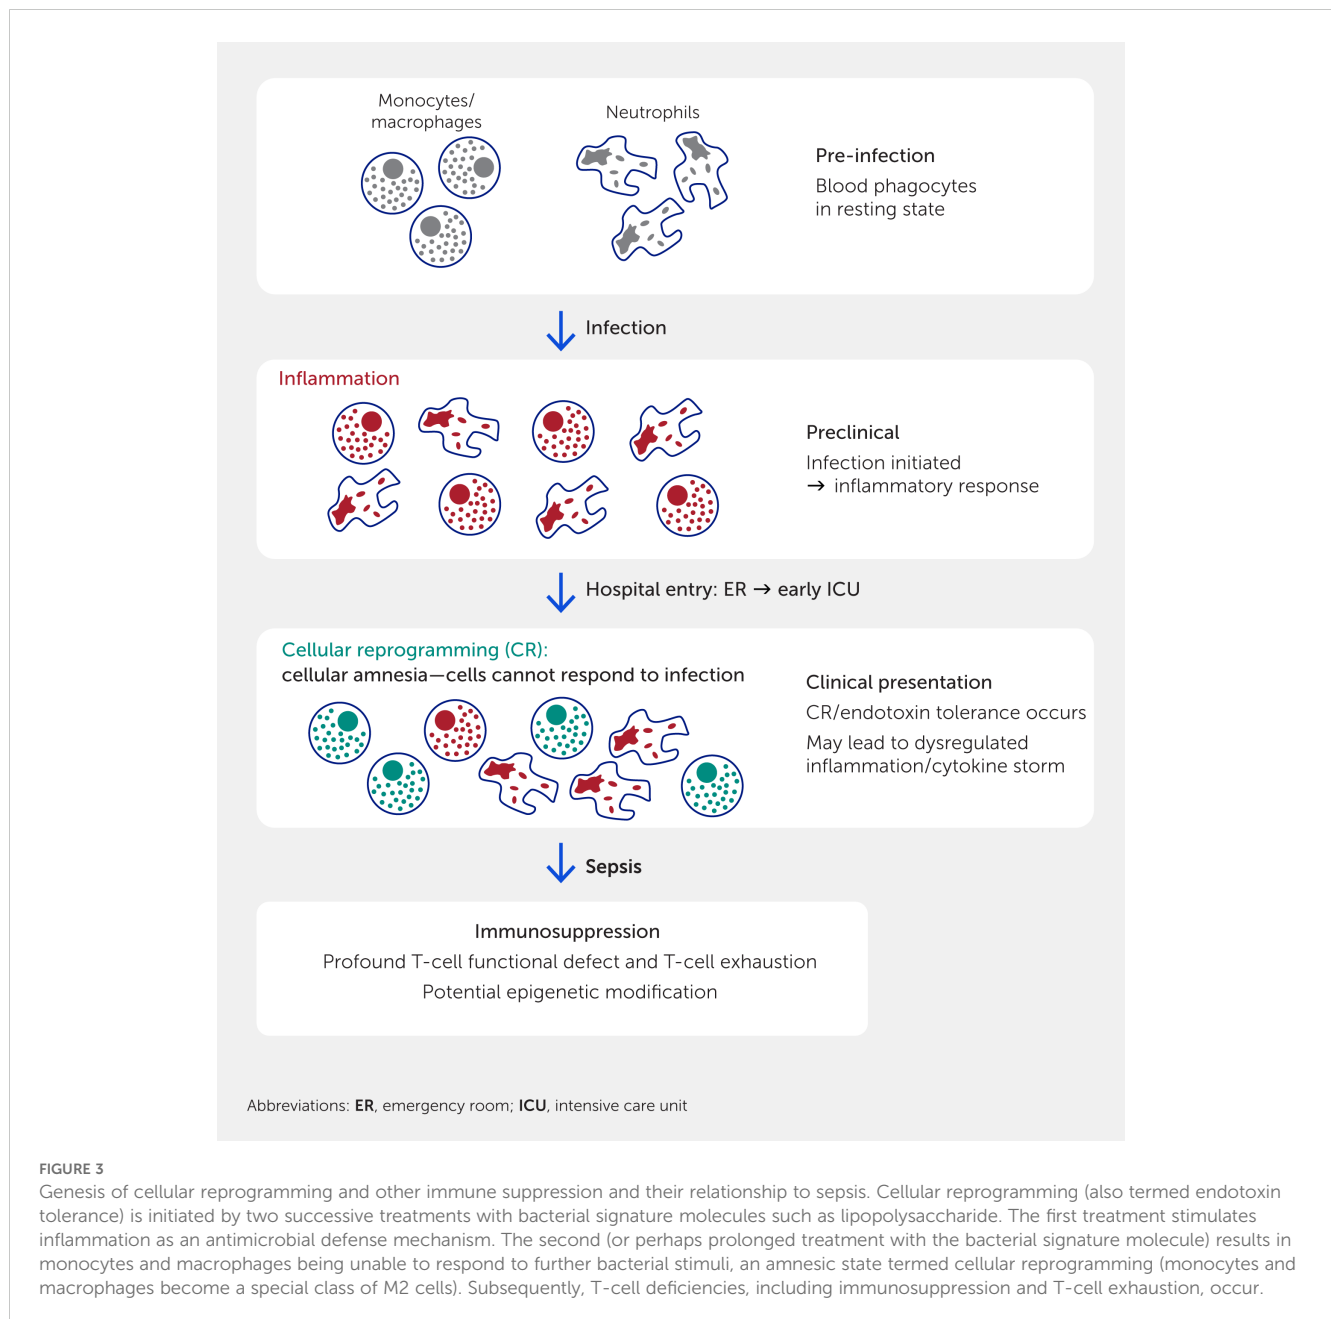 Monocytes/
macrophages
Neutrophils
Pre-infection
Blood phagocytes
in resting state
Infection
Inflammation
Preclinical
Infection initiated
→ inflammatory response
Hospital entry: ER → early ICU
Cellular reprogramming (CR):
cellular amnesia—cells cannot respond to infection
Clinical presentation
CR/endotoxin tolerance occurs
May lead to dysregulated
inflammation/cytokine storm
Sepsis
Immunosuppression
Profound T-cell functional defect and T-cell exhaustion
Potential epigenetic modification
Abbreviations: ER, emergency room; ICU, intensive care unit
FIGURE 3
Genesis of cellular reprogramming and other immune suppression and their relationship to sepsis. Cellular reprogramming (also termed endotoxin
tolerance) is initiated by two successive treatments with bacterial signature molecules such as lipopolysaccharide. The first treatment stimulates
inflammation as an antimicrobial defense mechanism. The second (or perhaps prolonged treatment with the bacterial signature molecule) results in
monocytes and macrophages being unable to respond to further bacterial stimuli, an amnesic state termed cellular reprogramming (monocytes and
macrophages become a special class of M2 cells). Subsequently, T-cell deficiencies, including immunosuppression and T-cell exhaustion, occur.